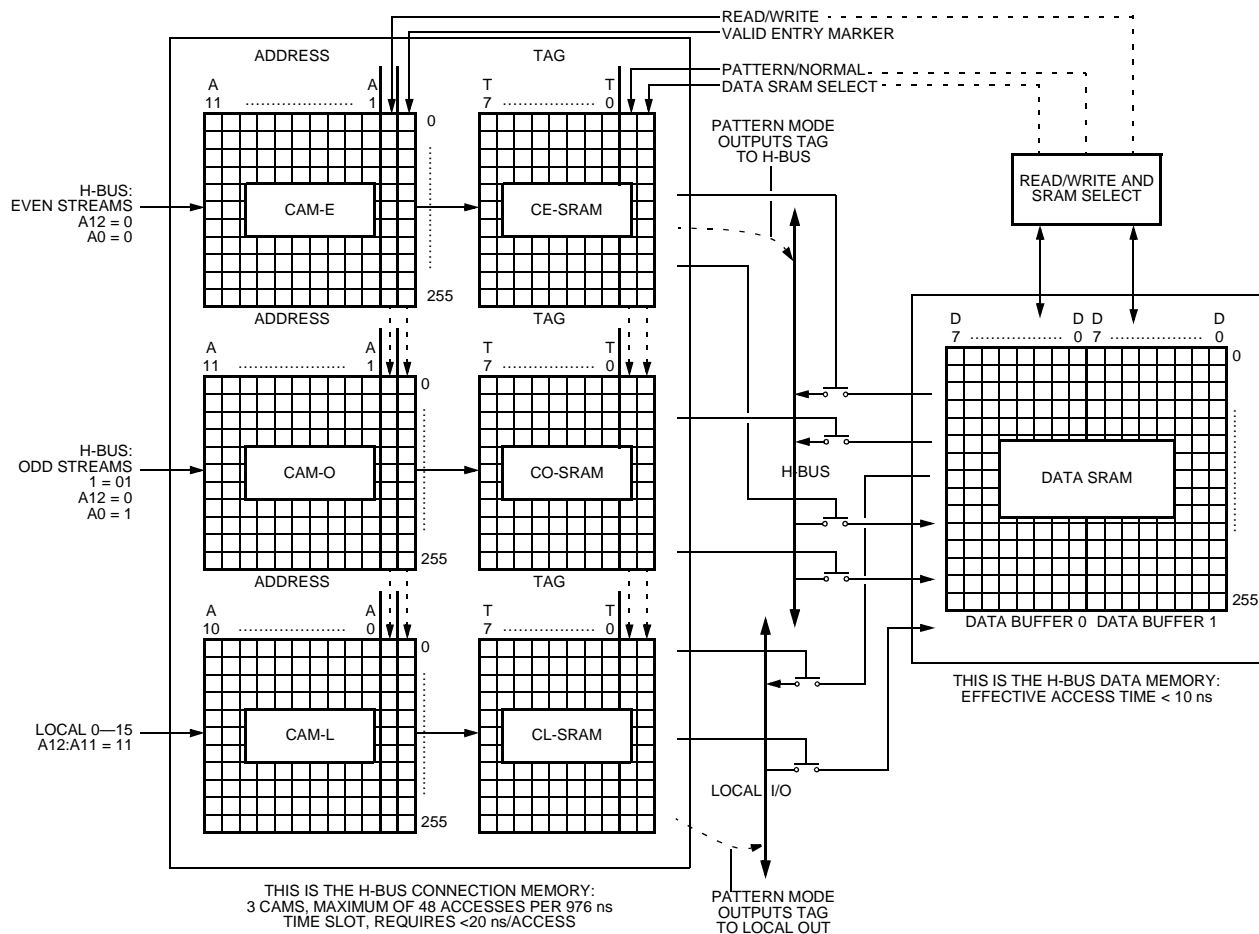 READ/WRITE
VALID ENTRY MARKER
PATTERN/NORMAL
DATA SRAM SELECT
ADDRESS
TAG
A
11 ..................... A
1
T
7 .................. T
0
0
255
H-BUS:
EVEN STREAMS
A12 = 0
A0 = 0
CAM-E
CE-SRAM
PATTERN MODE
OUTPUTS TAG
TO H-BUS
READ/WRITE AND
SRAM SELECT
ADDRESS
TAG
A
11 ..................... A
1
T
7 .................. T
0
0
255
H-BUS:
ODD STREAMS
1 = 01
A12 = 0
A0 = 1
CAM-O
CO-SRAM
H-BUS
D
7 ..................... D
0
D
7 ..................... D
0
0
255
DATA SRAM
DATA BUFFER 0
DATA BUFFER 1
THIS IS THE H-BUS DATA MEMORY:
EFFECTIVE ACCESS TIME < 10 ns
ADDRESS
TAG
A
10 ..................... A
0
T
7 .................. T
0
0
255
LOCAL 0—15
A12:A11 = 11
CAM-L
CL-SRAM
LOCAL I/O
PATTERN MODE
OUTPUTS TAG
TO LOCAL OUT
THIS IS THE H-BUS CONNECTION MEMORY:
3 CAMS, MAXIMUM OF 48 ACCESSES PER 976 ns
TIME SLOT, REQUIRES <20 ns/ACCESS